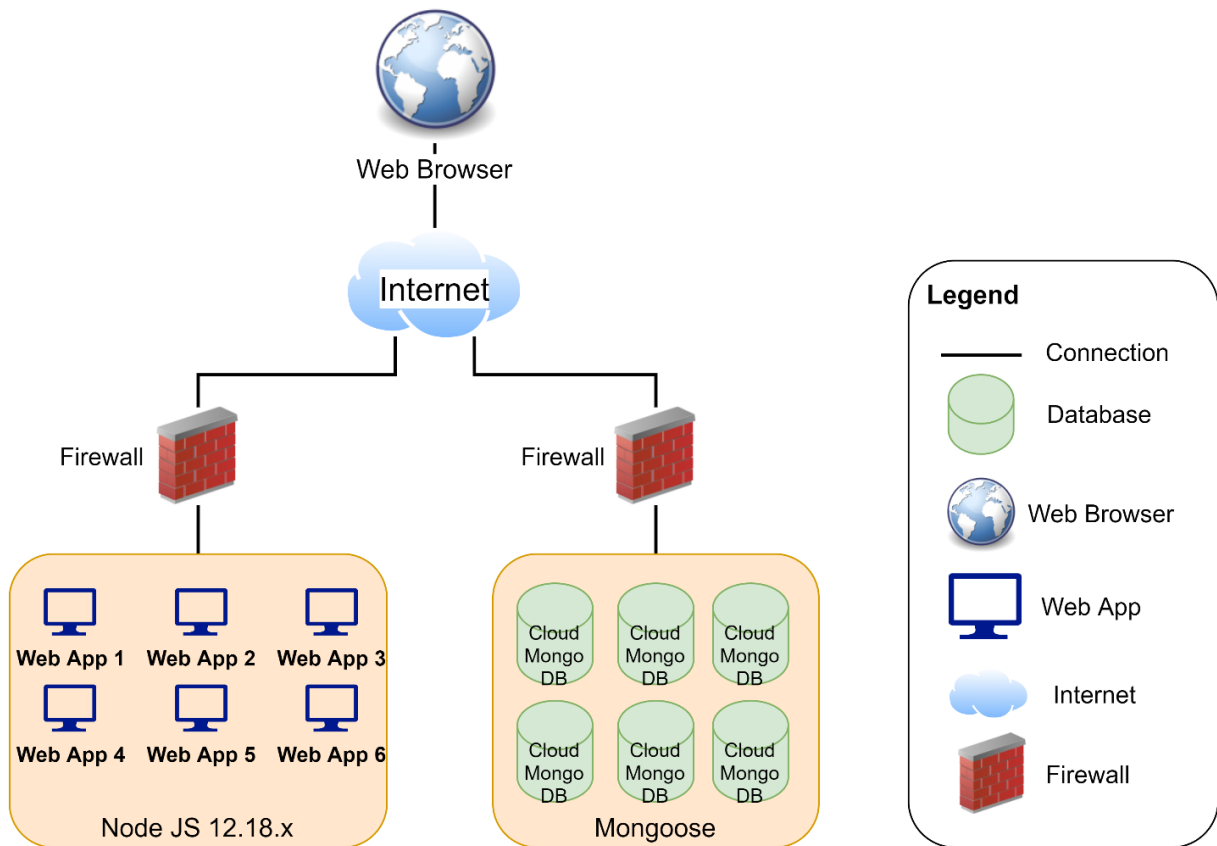 Web Browser
Internet
Firewall
Firewall
Web App 1
Web App 2
Web App 3
Web App 4
Web App 5
Web App 6
Node JS 12.18.x
Cloud
Mongo
DB
Cloud
Mongo
DB
Cloud
Mongo
DB
Cloud
Mongo
DB
Cloud
Mongo
DB
Cloud
Mongo
DB
Mongoose
Legend
Connection
Database
Web Browser
Web App
Internet
Firewall